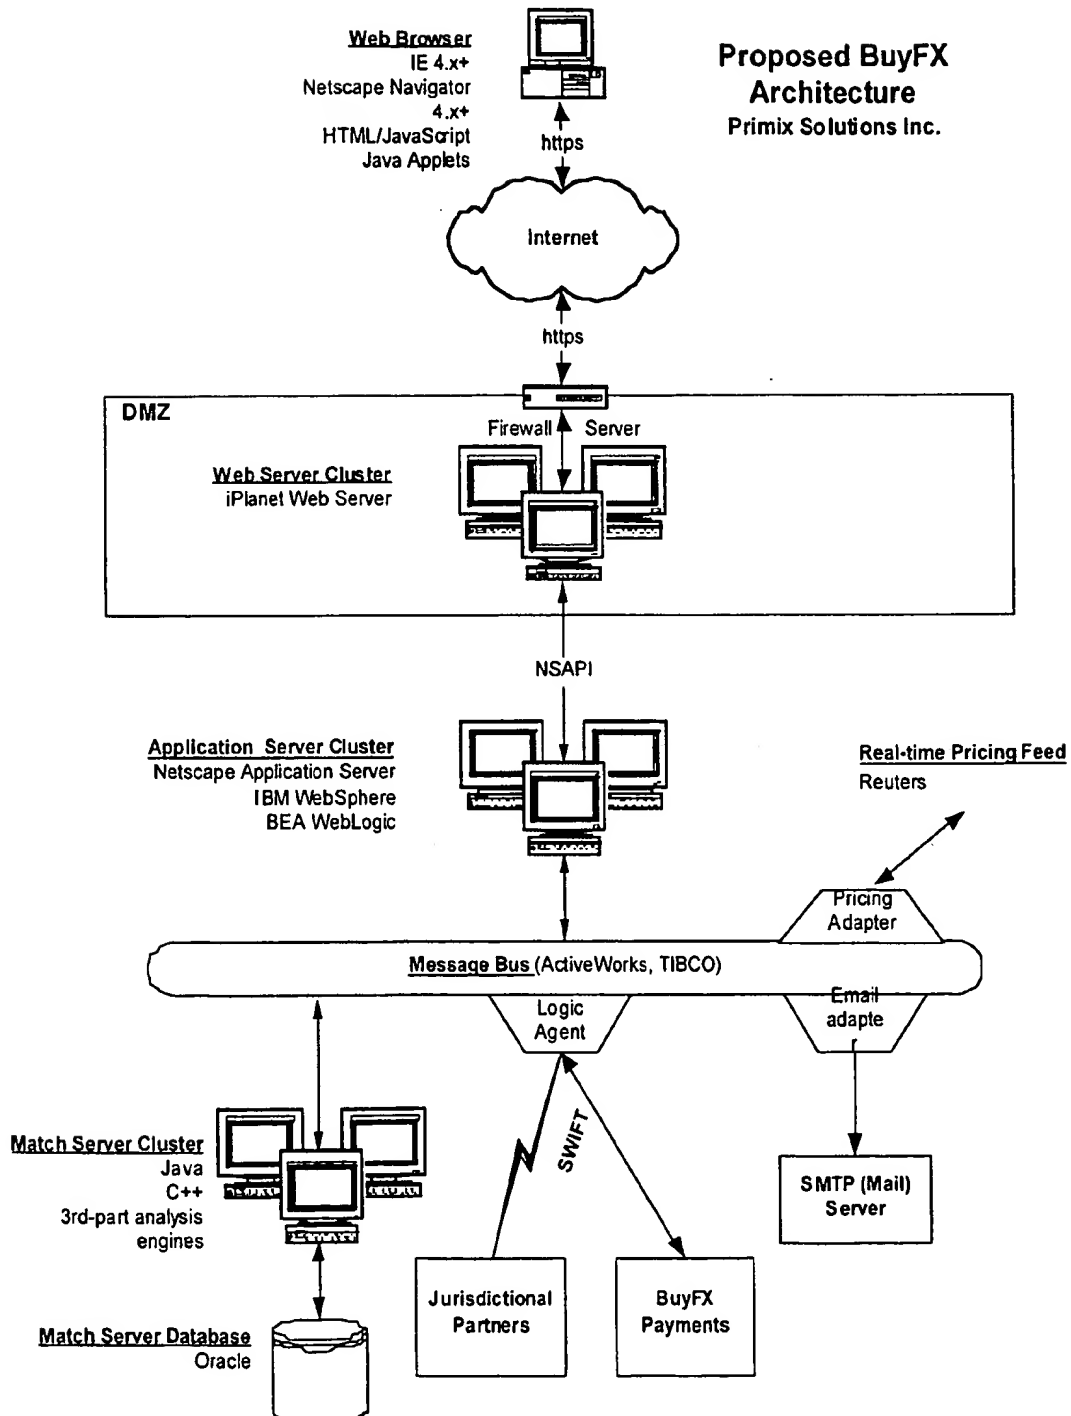 Proposed BuyFX
Architecture
Primix Solutions Inc.
Web Browser
IE 4.x+
Netscape Navigator
4.x+
HTML/JavaScript
Java Applets
https
Internet
https
DMZ
Firewall Server
Web Server Cluster
iPlanet Web Server
NSAPI
Application Server Cluster
Netscape Application Server
IBM WebSphere
BEA WebLogic
Real-time Pricing Feed
Reuters
Pricing
Adapter
Message Bus (ActiveWorks, TIBCO)
Logic
Agent
Email
adapte
r
Match Server Cluster
Java
C++
3rd-part analysis
engines
SWIFT
SMTP (Mail)
Server
Jurisdictional
Partners
BuyFX
Payments
Match Server Database
Oracle